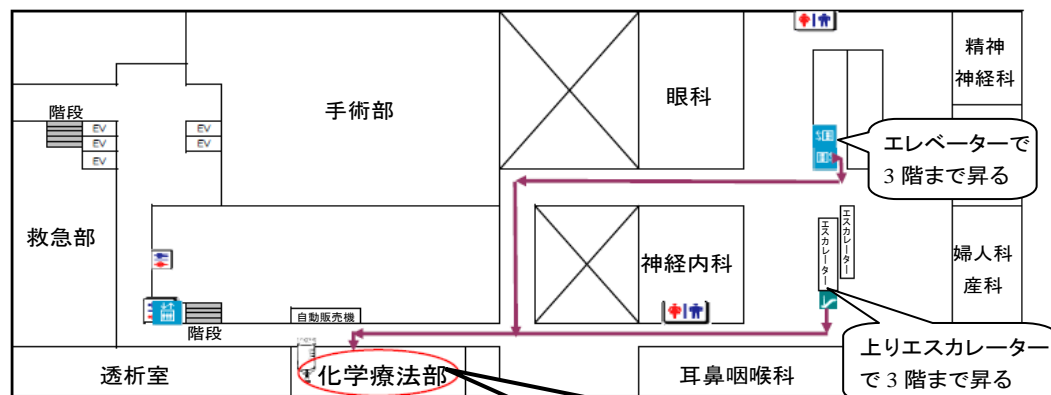 精神
神経科
手術部
眼科
階段
EV
EV
EV
EV
EV
エレベーターで
3 階まで昇る
エスカレーター
エスカレーター
救急部
神経内科
婦人科
産科
自動販売機
階段
上りエスカレーター
で 3 階まで昇る
透析室
化学療法部
耳鼻咽喉科